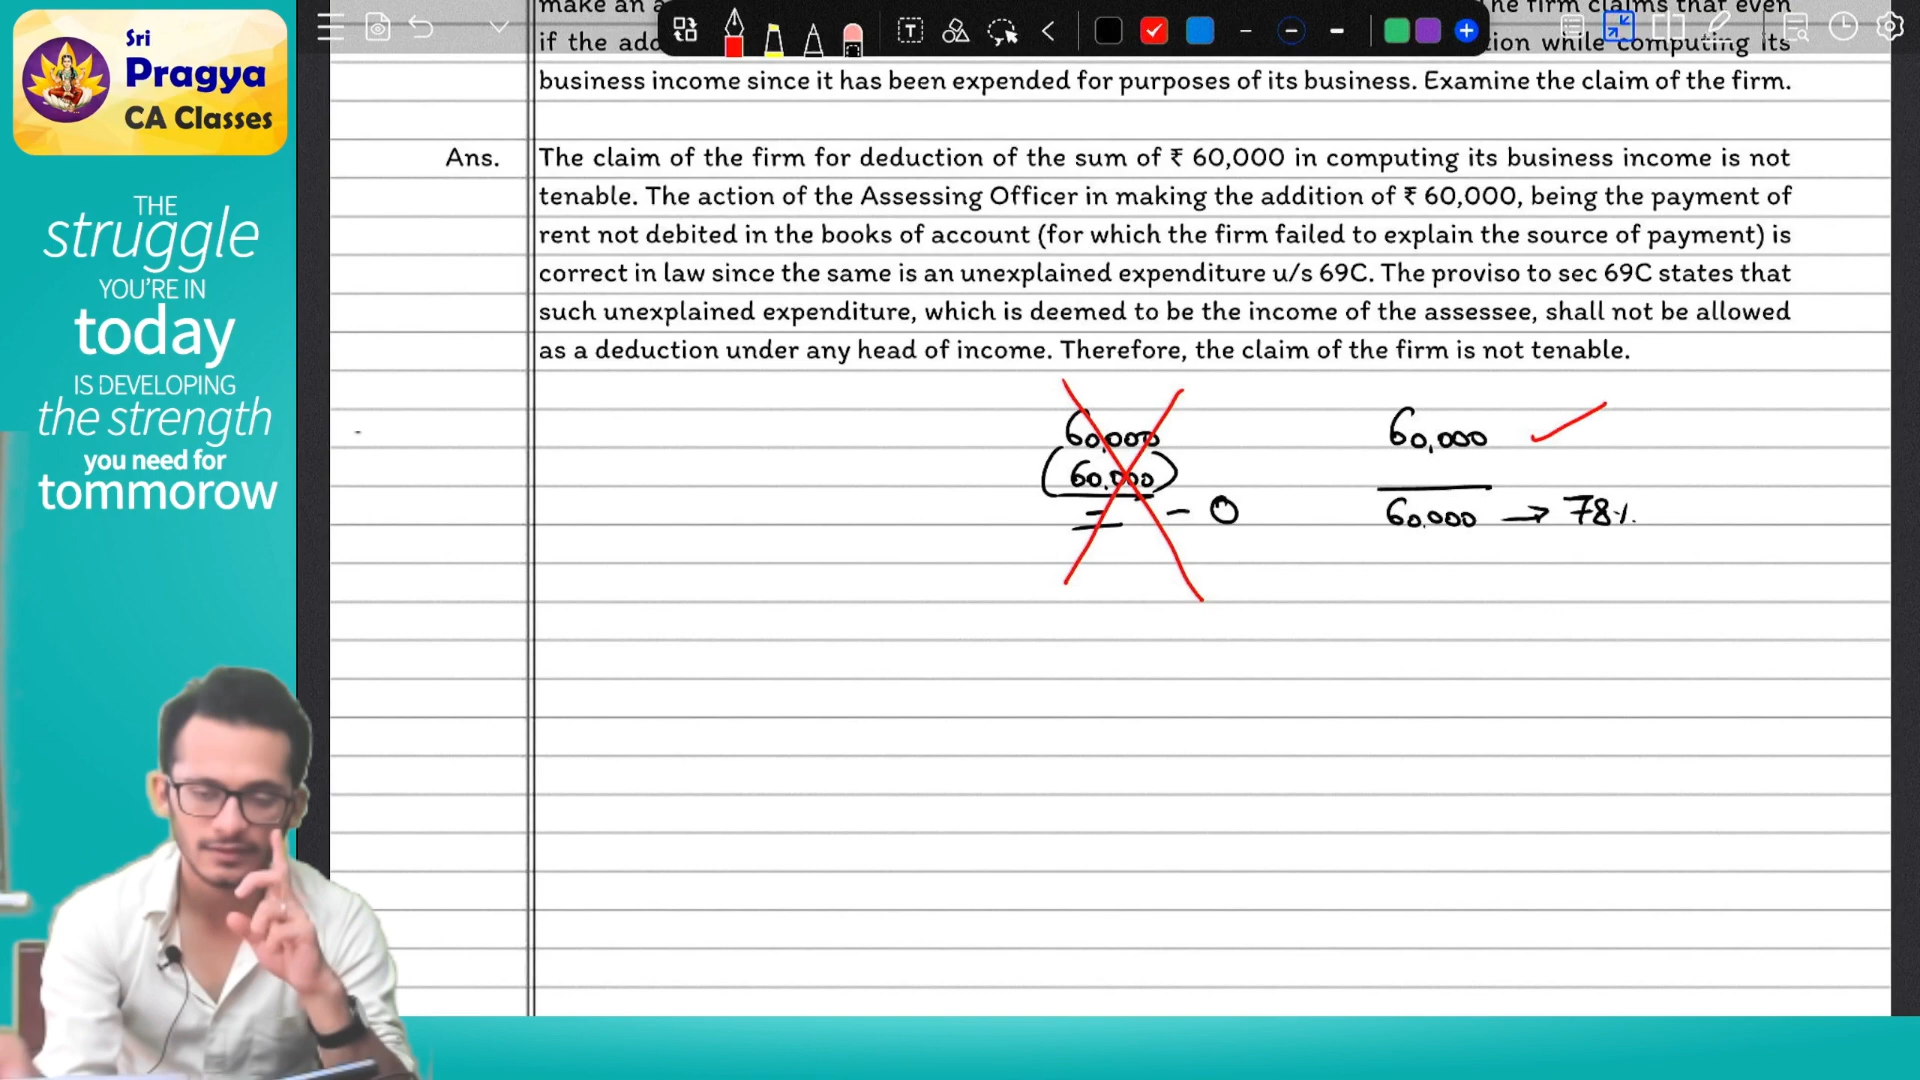 Sri
Pragya
CA Classes
THE
struggle
YOU'RE IN
today
IS DEVELOPING
the strength
you need for
tommorow
make an a
he firm claims that even
if the add
tion while computing its
business income since it has been expended for purposes of its business. Examine the claim of the firm.
Ans.
The claim of the firm for deduction of the sum of ₹ 60,000 in computing its business income is not
tenable. The action of the Assessing Officer in making the addition of ₹ 60,000, being the payment of
rent not debited in the books of account (for which the firm failed to explain the source of payment) is
correct in law since the same is an unexplained expenditure u/s 69C. The proviso to sec 69C states that
such unexplained expenditure, which is deemed to be the income of the assessee, shall not be allowed
as a deduction under any head of income. Therefore, the claim of the firm is not tenable.
60,000
(60.000)
= - 0
60,000
60.000 → 78%.